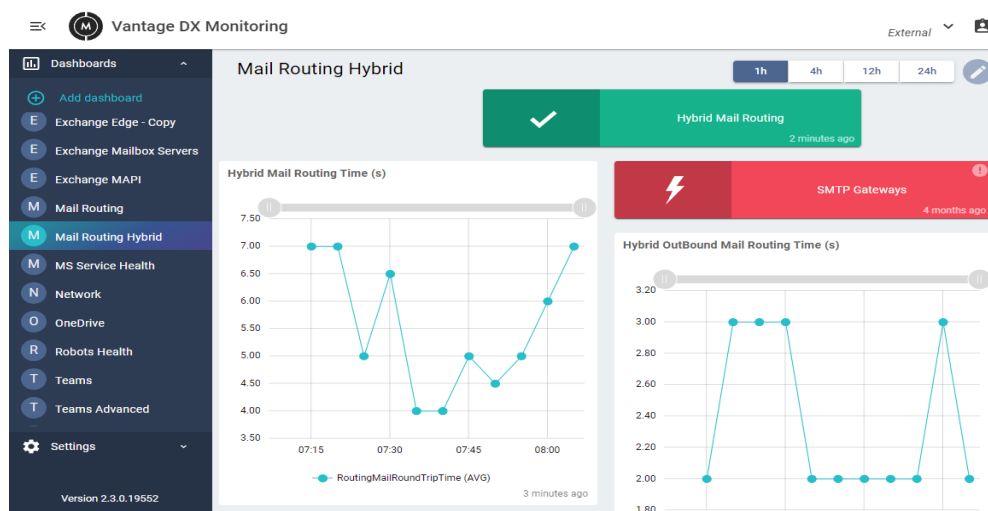 M
Vantage DX Monitoring
External
Dashboards
Add dashboard
E Exchange Edge - Copy
E Exchange Mailbox Servers
E Exchange MAPI
M Mail Routing
M Mail Routing Hybrid
M MS Service Health
N Network
O OneDrive
R Robots Health
T Teams
T Teams Advanced
Settings
Version 2.3.0.19552
Mail Routing Hybrid
1h 4h 12h 24h
Hybrid Mail Routing
2 minutes ago
Hybrid Mail Routing Time (s)
7.50
7.00
6.50
6.00
5.50
5.00
4.50
4.00
3.50
07:15 07:30 07:45 08:00
RoutingMailRoundTripTime (AVG)
3 minutes ago
SMTP Gateways
4 months ago
Hybrid OutBound Mail Routing Time (s)
3.20
3.00
2.80
2.60
2.40
2.20
2.00
1.80